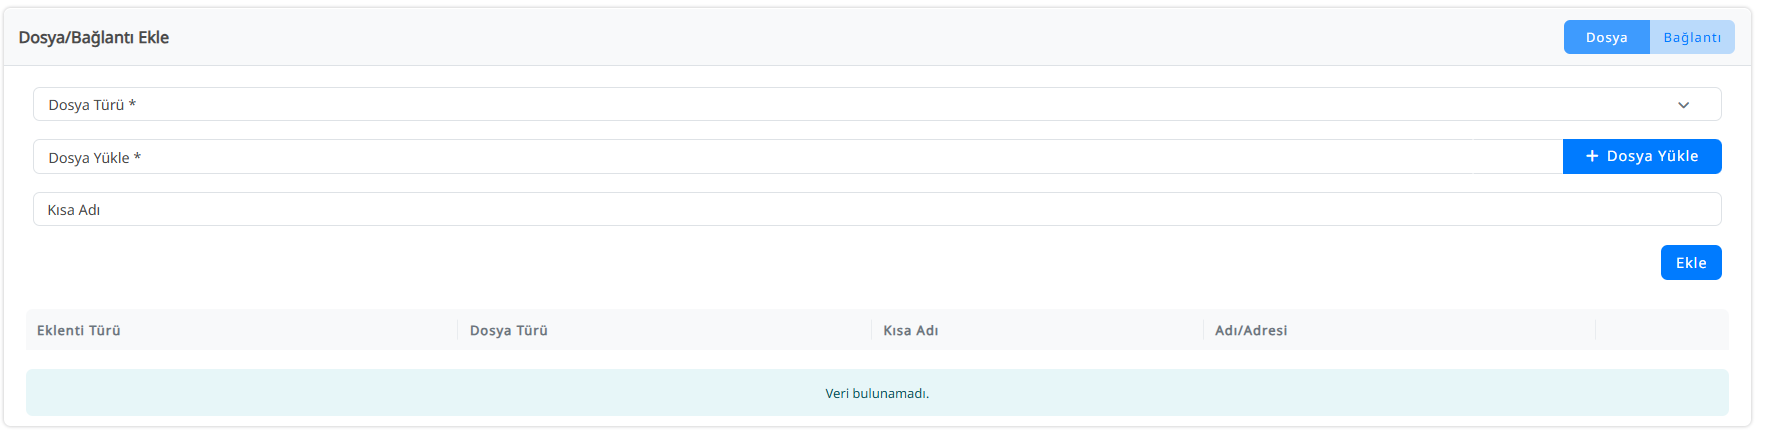 Dosya/Bağlantı Ekle
Dosya Bağlantı
Dosya Türü *
Dosya Yükle *
+ Dosya Yükle
Kısa Adı
Ekle
Eklenti Türü Dosya Türü Kısa Adı Adı/Adresi
Veri bulunamadı.